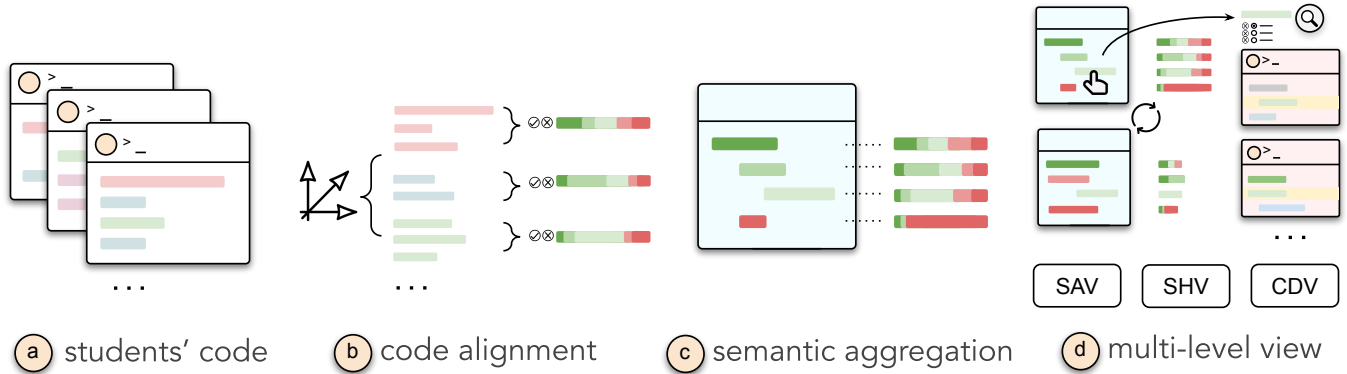 >_
>_
>_
...
...
>_
>_
...
SAV SHV CDV
a students' code
b code alignment
c semantic aggregation
d multi-level view